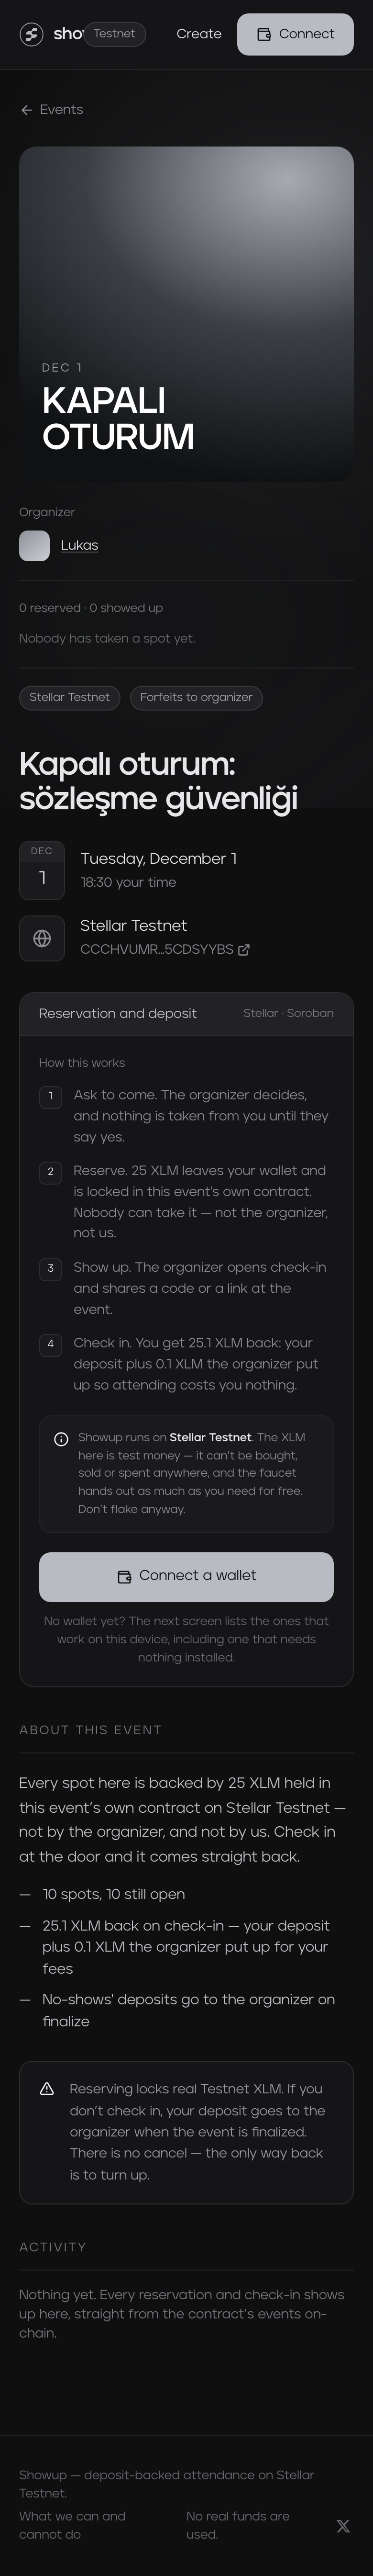 sho
Testnet
Create
Connect
Events
DEC 1
KAPALI
OTURUM
Organizer
Lukas
0 reserved · 0 showed up
Nobody has taken a spot yet.
Stellar Testnet
Forfeits to organizer
Kapalı oturum:
sözleşme güvenliği
DEC
1
Tuesday, December 1
18:30 your time
Stellar Testnet
CCCHVUMR…5CDSYYBS
Reservation and deposit
Stellar · Soroban
How this works
1
Ask to come. The organizer decides,
and nothing is taken from you until they
say yes.
2
Reserve. 25 XLM leaves your wallet and
is locked in this event's own contract.
Nobody can take it — not the organizer,
not us.
3
Show up. The organizer opens check-in
and shares a code or a link at the
event.
4
Check in. You get 25.1 XLM back: your
deposit plus 0.1 XLM the organizer put
up so attending costs you nothing.
Showup runs on Stellar Testnet. The XLM
here is test money — it can't be bought,
sold or spent anywhere, and the faucet
hands out as much as you need for free.
Don't flake anyway.
Connect a wallet
No wallet yet? The next screen lists the ones that
work on this device, including one that needs
nothing installed.
ABOUT THIS EVENT
Every spot here is backed by 25 XLM held in
this event's own contract on Stellar Testnet —
not by the organizer, and not by us. Check in
at the door and it comes straight back.
— 10 spots, 10 still open
— 25.1 XLM back on check-in — your deposit
plus 0.1 XLM the organizer put up for your
fees
— No-shows' deposits go to the organizer on
finalize
Reserving locks real Testnet XLM. If you
don't check in, your deposit goes to the
organizer when the event is finalized.
There is no cancel — the only way back
is to turn up.
ACTIVITY
Nothing yet. Every reservation and check-in shows
up here, straight from the contract's events on-
chain.
Showup — deposit-backed attendance on Stellar
Testnet.
What we can and
cannot do
No real funds are
used.